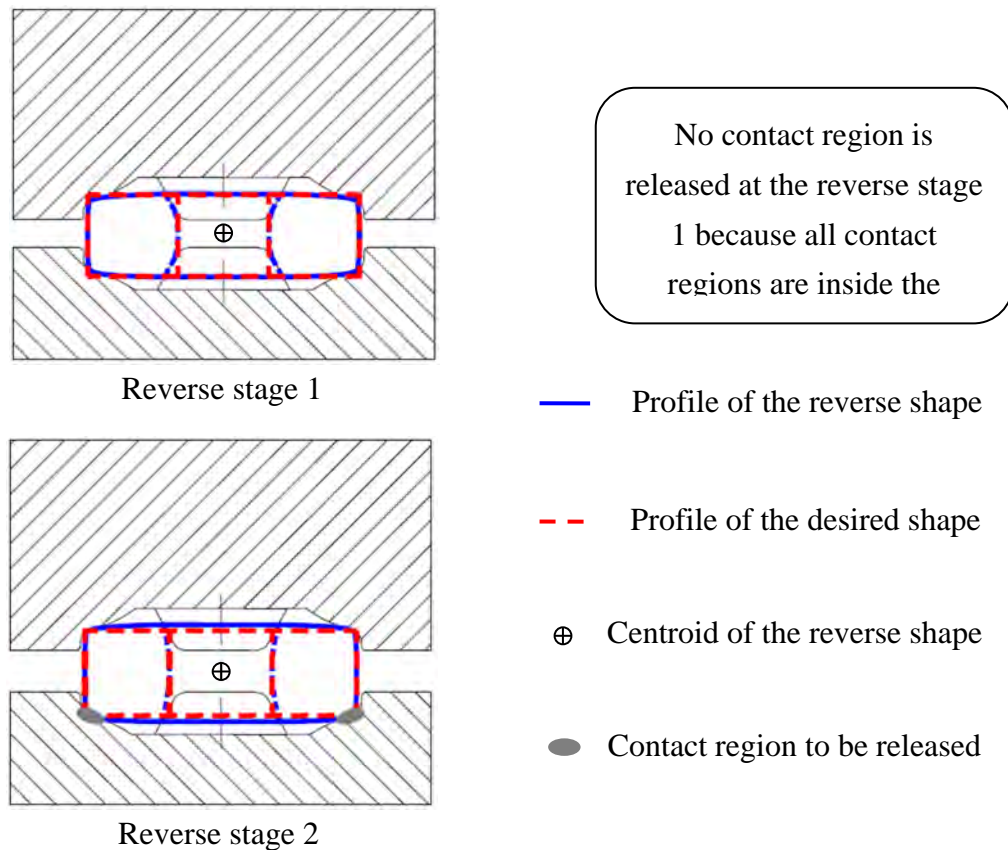 No contact region is
released at the reverse stage
1 because all contact
regions are inside the
Reverse stage 1
Profile of the reverse shape
Profile of the desired shape
Centroid of the reverse shape
Contact region to be released
Reverse stage 2